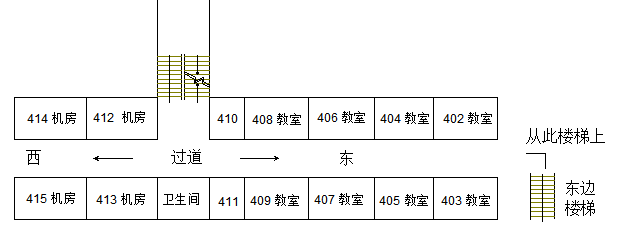 414 机房 412 机房 410 408 教室 406 教室 404 教室 402 教室
从此楼梯上
西 过道 东
415 机房 413 机房 卫生间 411 409 教室 407 教室 405 教室 403 教室
东边
楼梯